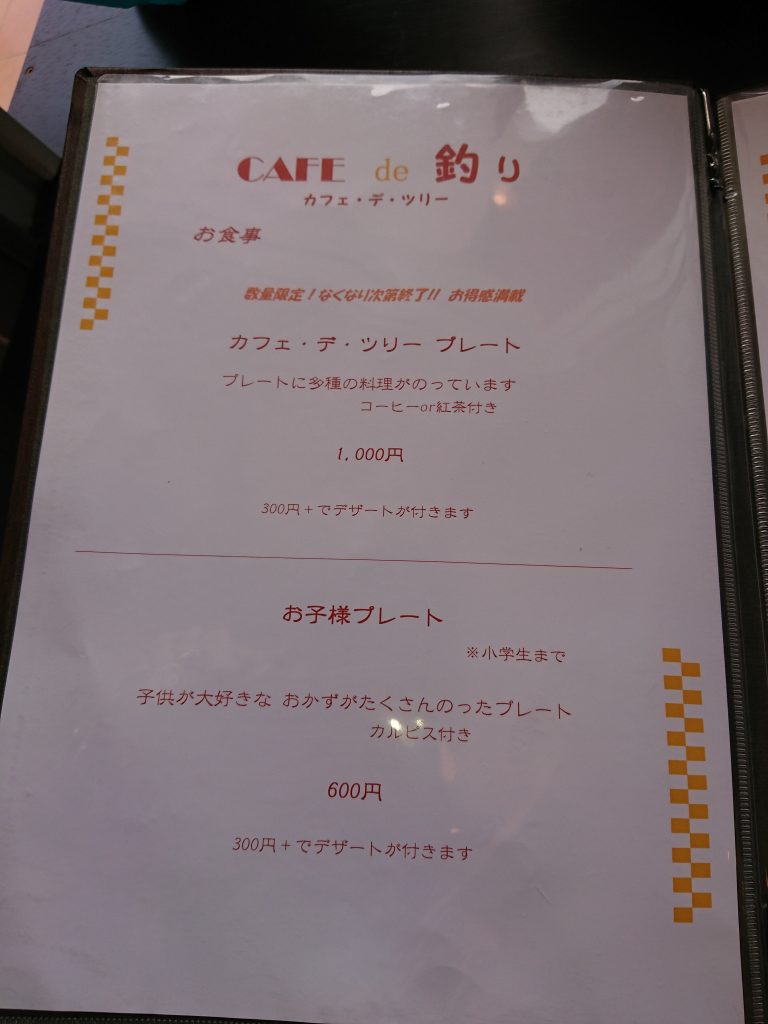 CAFE de 釣り
カフェ・デ・ツリー
お食事
数量限定！なくなり次第終了!! お得感満載
カフェ・デ・ツリー プレート
プレートに多種の料理がのっています
コーヒーor紅茶付き
1,000円
300円＋でデザートが付きます
お子様プレート
※小学生まで
子供が大好きな おかずがたくさんのったプレート
カルピス付き
600円
300円＋でデザートが付きます